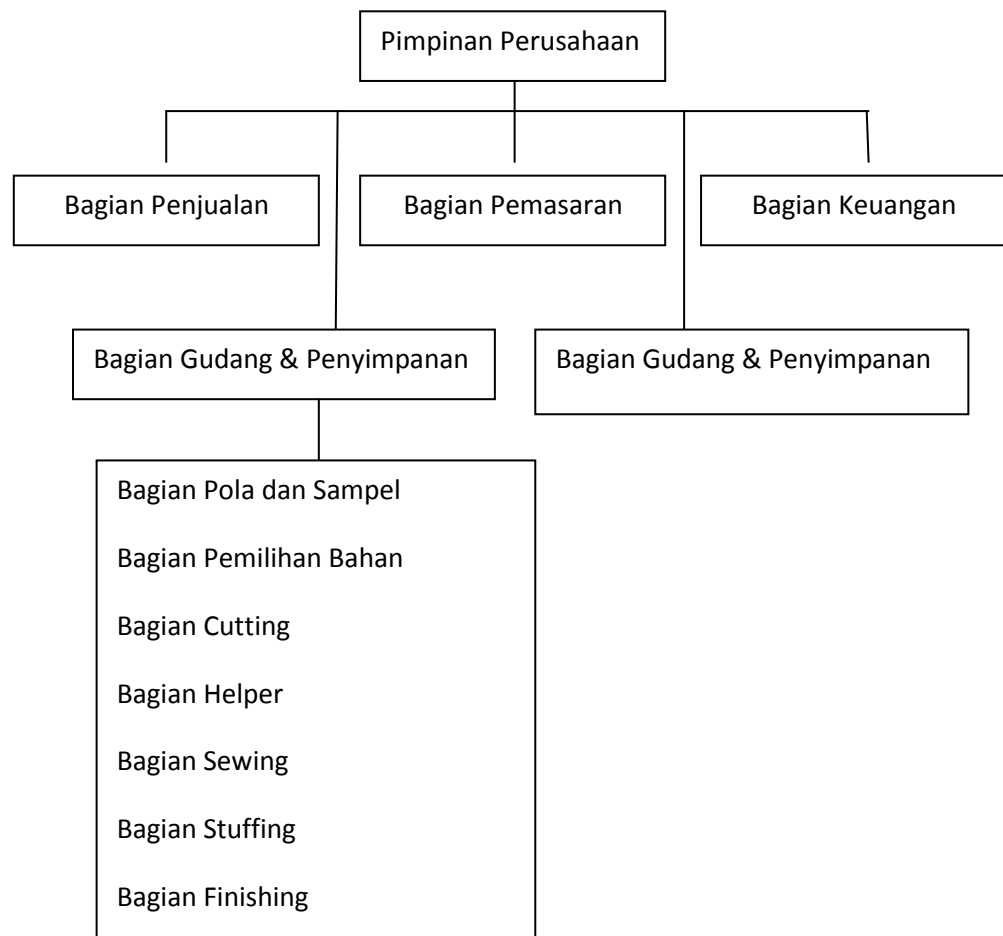 Pimpinan Perusahaan
Bagian Penjualan
Bagian Pemasaran
Bagian Keuangan
Bagian Gudang & Penyimpanan
Bagian Gudang & Penyimpanan
Bagian Pola dan Sampel
Bagian Pemilihan Bahan
Bagian Cutting
Bagian Helper
Bagian Sewing
Bagian Stuffing
Bagian Finishing